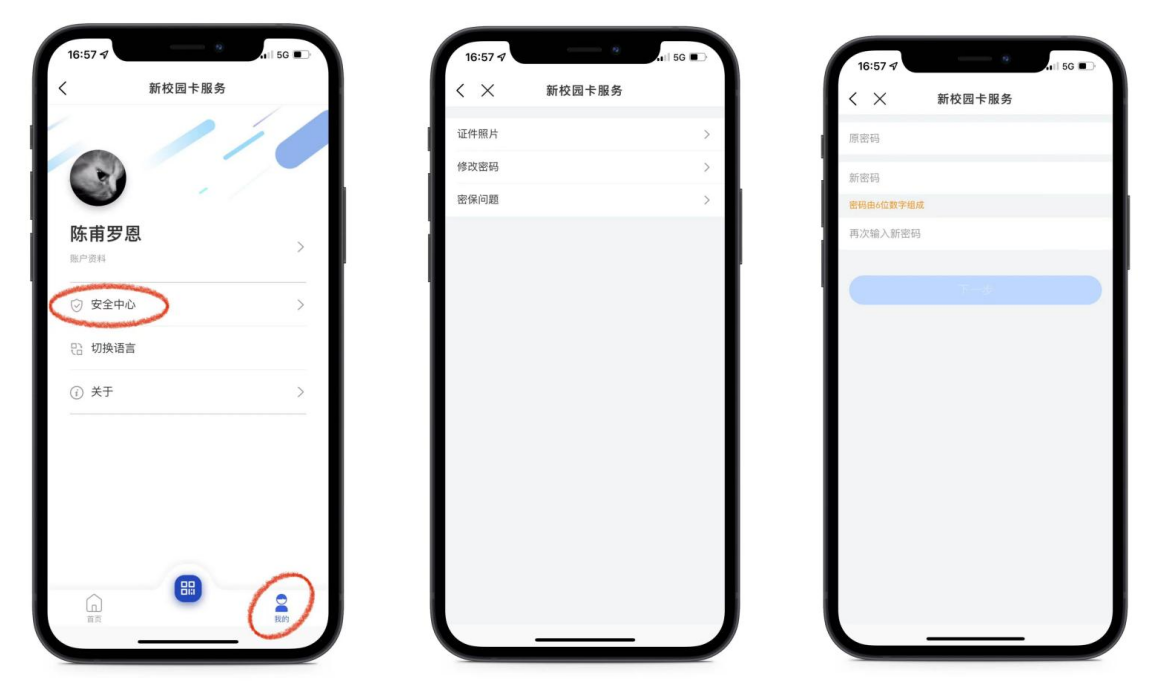 16:57
5G
新校园卡服务
陈甫罗恩
账户资料
安全中心
切换语言
关于
首页
我的
16:57
5G
新校园卡服务
证件照片
修改密码
密保问题
16:57
5G
新校园卡服务
原密码
新密码
密码由6位数字组成
再次输入新密码
下一步